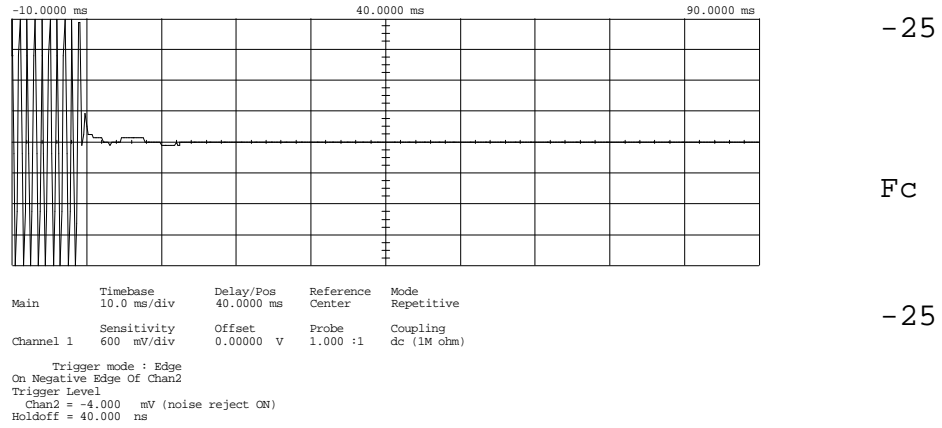 -10.0000 ms 40.0000 ms 90.0000 ms
-25
Fc
-25
Timebase Delay/Pos Reference Mode
Main 10.0 ms/div 40.0000 ms Center Repetitive
Sensitivity Offset Probe Coupling
Channel 1 600 mV/div 0.00000 V 1.000 :1 dc (1M ohm)
Trigger mode : Edge
On Negative Edge Of Chan2
Trigger Level
Chan2 = -4.000 mV (noise reject ON)
Holdoff = 40.000 ns